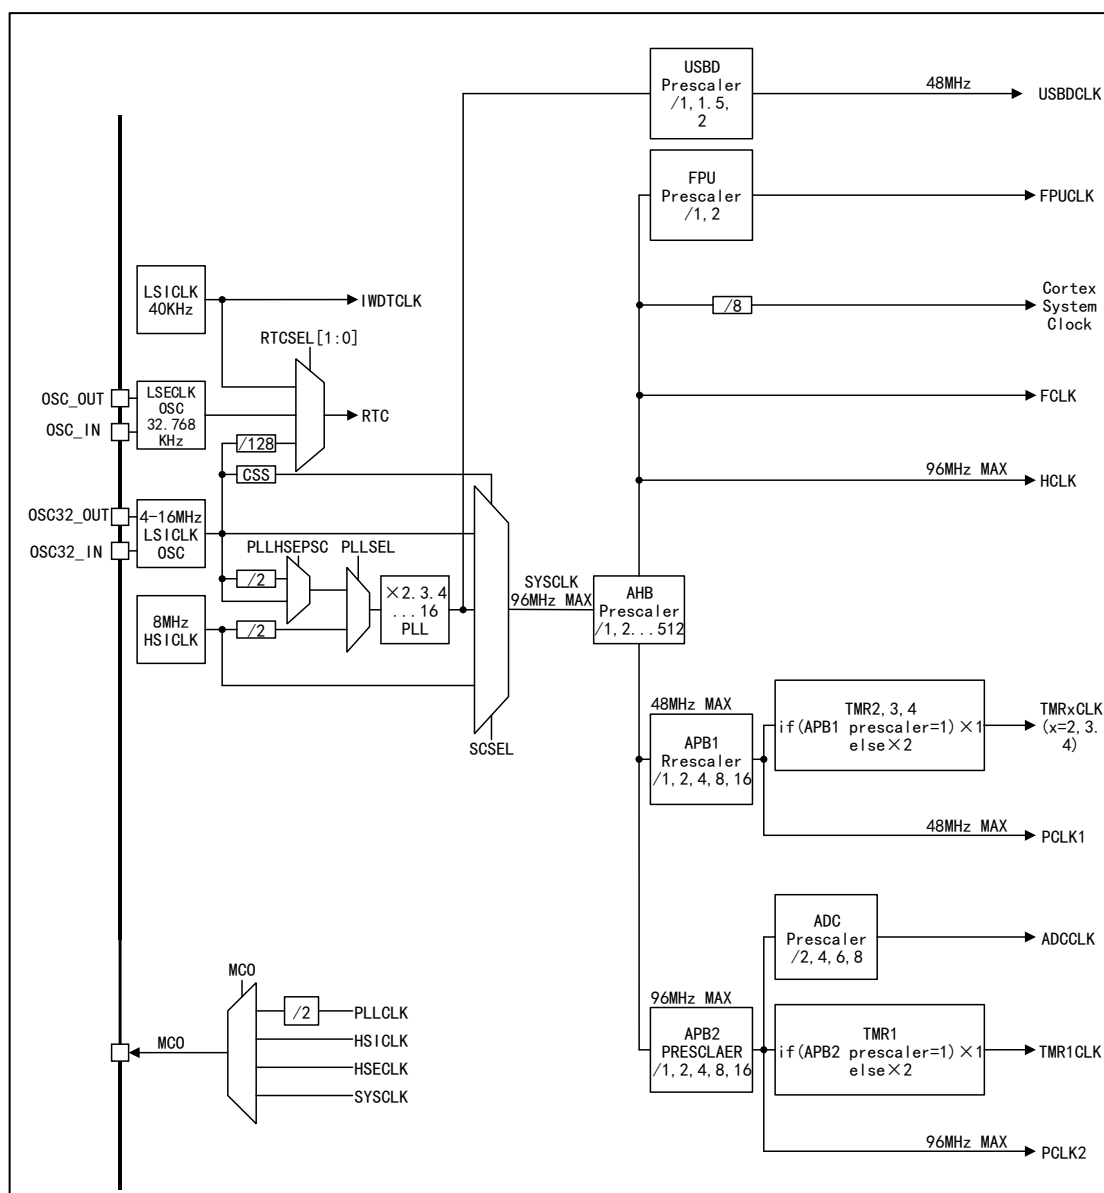 USBD
Prescaler
/1,1.5,
2
48MHz
USBDCLK
FPU
Prescaler
/1,2
FPUCLK
LSICLK
40KHz
IWDTCLK
/8
Cortex
System
Clock
RTCSEL[1:0]
OSC_OUT
OSC_IN
LSECLK
OSC
32.768
KHz
RTC
FCLK
/128
CSS
96MHz MAX
HCLK
OSC32_OUT
OSC32_IN
4-16MHz
LSICLK
OSC
PLLHSEPSC
PLLSEL
/2
×2.3.4
...16
PLL
SYSCLK
96MHz MAX
AHB
Prescaler
/1,2...512
8MHz
HSICLK
/2
SCSEL
48MHz MAX
APB1
Rrescaler
/1,2,4,8,16
TMR2,3,4
if(APB1 prescaler=1)×1
else×2
TMRxCLK
(x=2,3.
4)
48MHz MAX
PCLK1
ADC
Prescaler
/2,4,6,8
ADCCLK
MCO
/2
PLLCLK
HSICLK
HSECLK
SYSCLK
MCO
96MHz MAX
APB2
PRESCLAER
/1,2,4,8,16
TMR1
if(APB2 prescaler=1)×1
else×2
TMR1CLK
96MHz MAX
PCLK2